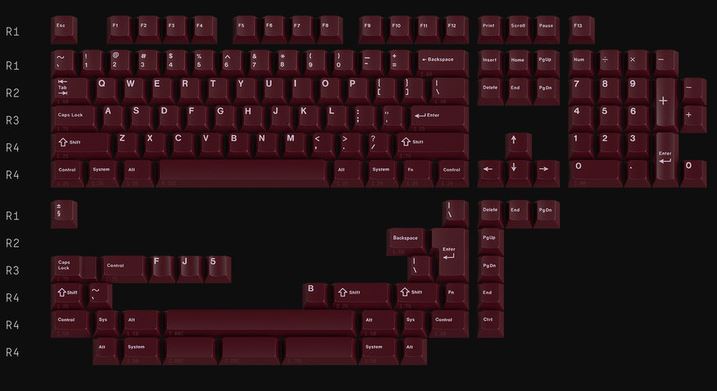 R1 Esc F1 F2 F3 F4 F5 F6 F7 F8 F9 F10 F11 F12 Print Scroll Pause F13
R1 ~ ` ! 1 @ 2 # 3 $ 4 % 5 ^ 6 & 7 * 8 ( 9 ) 0 _ - + = ← Backspace Insert Home PgUp Num ÷ × −
R2 Tab Q W E R T Y U I O P { [ } ] | \ Delete End PgDn 7 8 9 + −
R3 Caps Lock A S D F G H J K L : ; " ' Enter 4 5 6 +
R4 Shift Z X C V B N M < , > . ? / Shift ↑ 1 2 3 Enter
R4 Control System Alt Alt System Fn Control ← ↓ → 0 . 0
R1 ± § | \ Delete End PgDn
R2 Backspace Enter PgUp
R3 Caps Lock Control F J 5 | \ PgDn
R4 Shift ~ ` B Shift Shift Fn End
R4 Control Sys Alt Alt Sys Control Ctrl
R4 Alt System System Alt